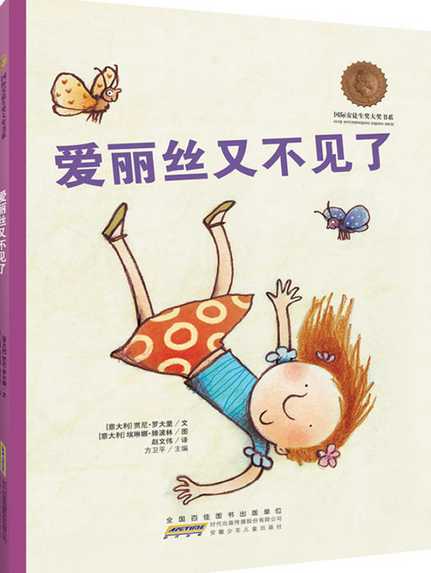 国际安徒生奖大奖书系
爱丽丝又不见了
爱丽丝又不见了
[意大利] 贾尼·罗大里 / 文
[意大利] 埃琳娜·滕波林 / 图
赵文伟 / 译
方卫平 / 主编
全国百佳图书出版单位
时代出版传媒股份有限公司
安徽少年儿童出版社